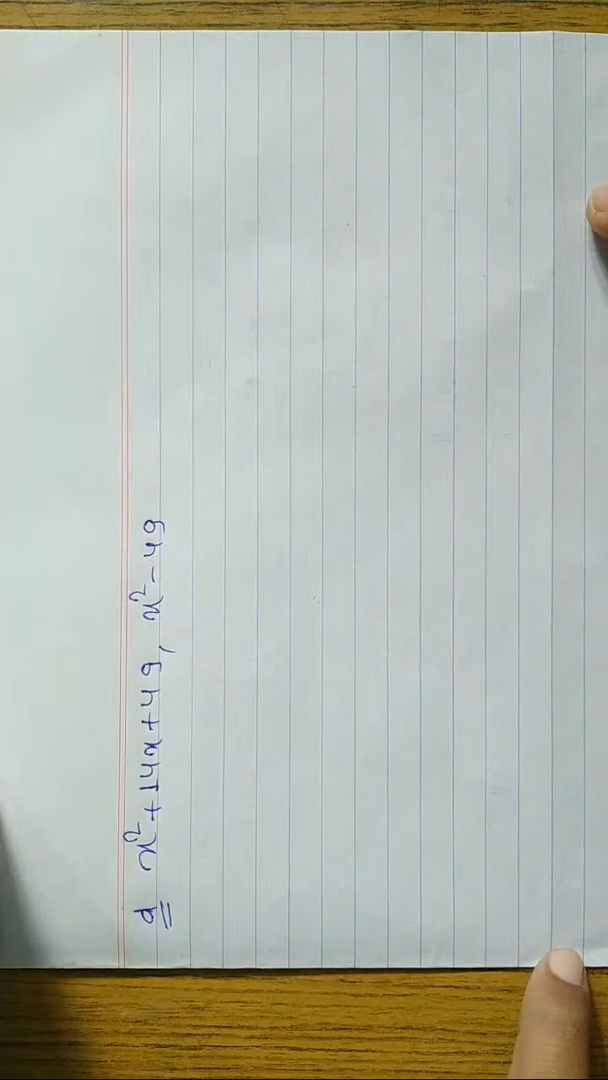 d x² + 14x + 49, x² - 49